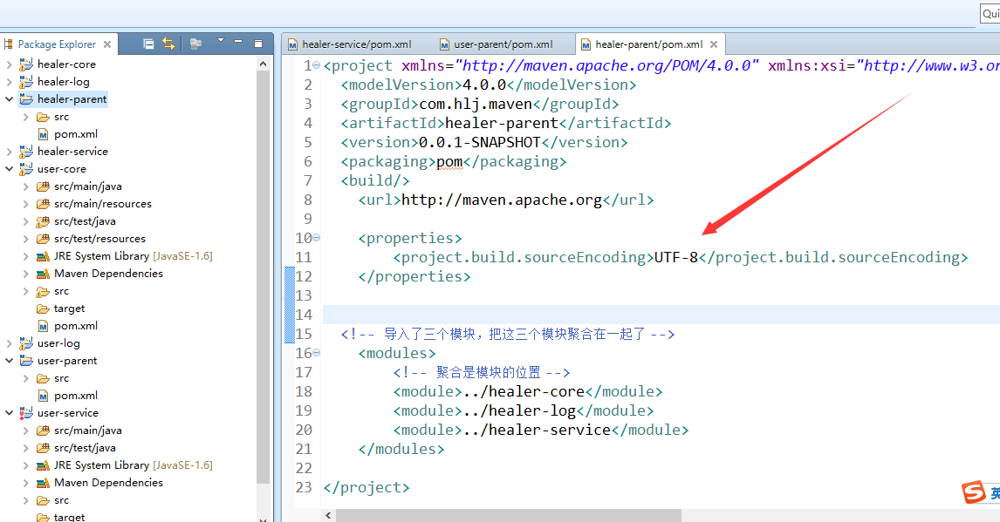 Qui
Package Explorer
healer-core
healer-log
healer-parent
src
pom.xml
healer-service
user-core
src/main/java
src/main/resources
src/test/java
src/test/resources
JRE System Library [JavaSE-1.6]
Maven Dependencies
src
target
pom.xml
user-log
user-parent
src
pom.xml
user-service
src/main/java
src/test/java
JRE System Library [JavaSE-1.6]
Maven Dependencies
src
target
healer-service/pom.xml
user-parent/pom.xml
healer-parent/pom.xml
1 <project xmlns="http://maven.apache.org/POM/4.0.0" xmlns:xsi="http://www.w3.or
2 <modelVersion>4.0.0</modelVersion>
3 <groupId>com.hlj.maven</groupId>
4 <artifactId>healer-parent</artifactId>
5 <version>0.0.1-SNAPSHOT</version>
6 <packaging>pom</packaging>
7 <build/>
8 <url>http://maven.apache.org</url>
9
10 <properties>
11 <project.build.sourceEncoding>UTF-8</project.build.sourceEncoding>
12 </properties>
13
14
15 <!-- 导入了三个模块，把这三个模块聚合在一起了 -->
16 <modules>
17 <!-- 聚合是模块的位置 -->
18 <module>../healer-core</module>
19 <module>../healer-log</module>
20 <module>../healer-service</module>
21 </modules>
22
23 </project>
S 英